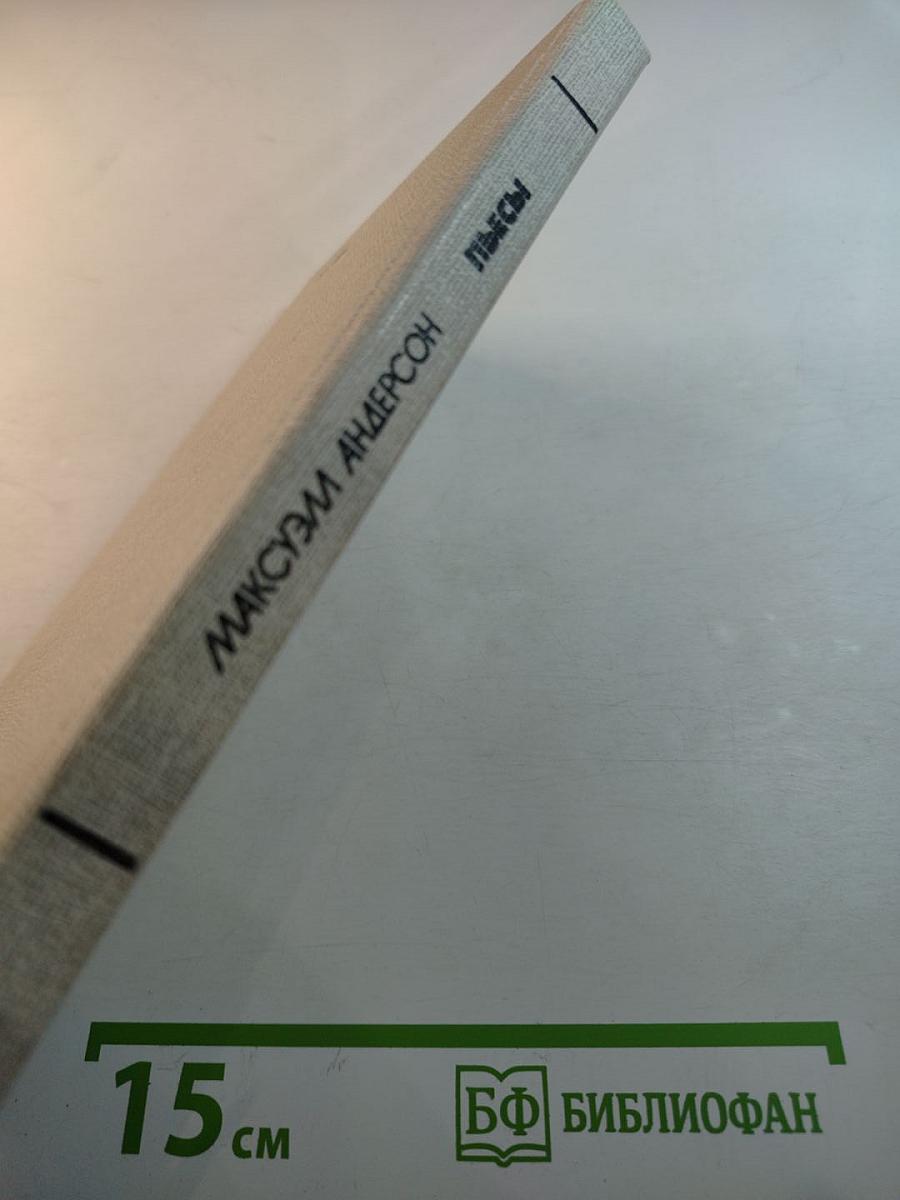 МАКСУЭЛЛ АНДЕРСОН ПЬЕСЫ
15 см
БФ БИБЛИОФАН